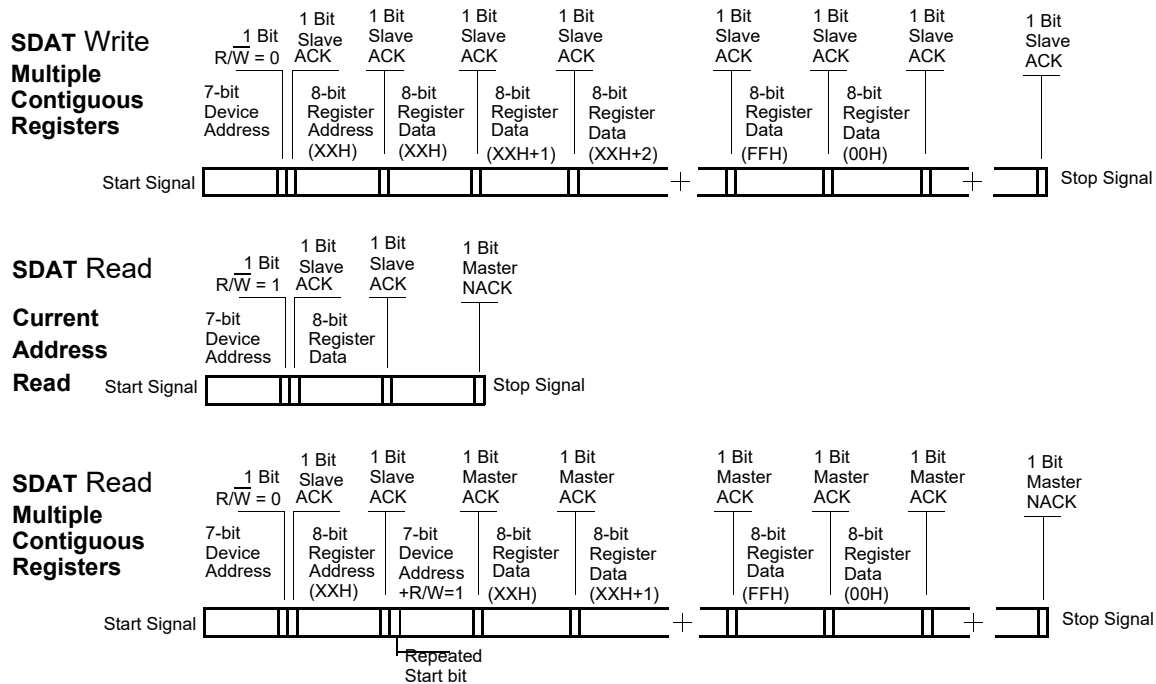 SDAT Write
Multiple
Contiguous
Registers
1 Bit
R/W = 0
1 Bit
Slave
ACK
1 Bit
Slave
ACK
1 Bit
Slave
ACK
1 Bit
Slave
ACK
1 Bit
Slave
ACK
1 Bit
Slave
ACK
1 Bit
Slave
ACK
1 Bit
Slave
ACK
7-bit
Device
Address
8-bit
Register
Address
(XXH)
8-bit
Register
Data
(XXH)
8-bit
Register
Data
(XXH+1)
8-bit
Register
Data
(XXH+2)
8-bit
Register
Data
(FFH)
8-bit
Register
Data
(00H)
Start Signal
Stop Signal
SDAT Read
Current
Address
Read
1 Bit
R/W = 1
1 Bit
Slave
ACK
1 Bit
Slave
ACK
1 Bit
Master
NACK
7-bit
Device
Address
8-bit
Register
Data
Start Signal
Stop Signal
SDAT Read
Multiple
Contiguous
Registers
1 Bit
R/W = 0
1 Bit
Slave
ACK
1 Bit
Slave
ACK
1 Bit
Master
ACK
1 Bit
Master
ACK
1 Bit
Master
ACK
1 Bit
Master
ACK
1 Bit
Master
ACK
1 Bit
Master
NACK
7-bit
Device
Address
8-bit
Register
Address
(XXH)
7-bit
Device
Address
+R/W=1
8-bit
Register
Data
(XXH)
8-bit
Register
Data
(XXH+1)
8-bit
Register
Data
(FFH)
8-bit
Register
Data
(00H)
Start Signal
Stop Signal
Repeated
Start bit